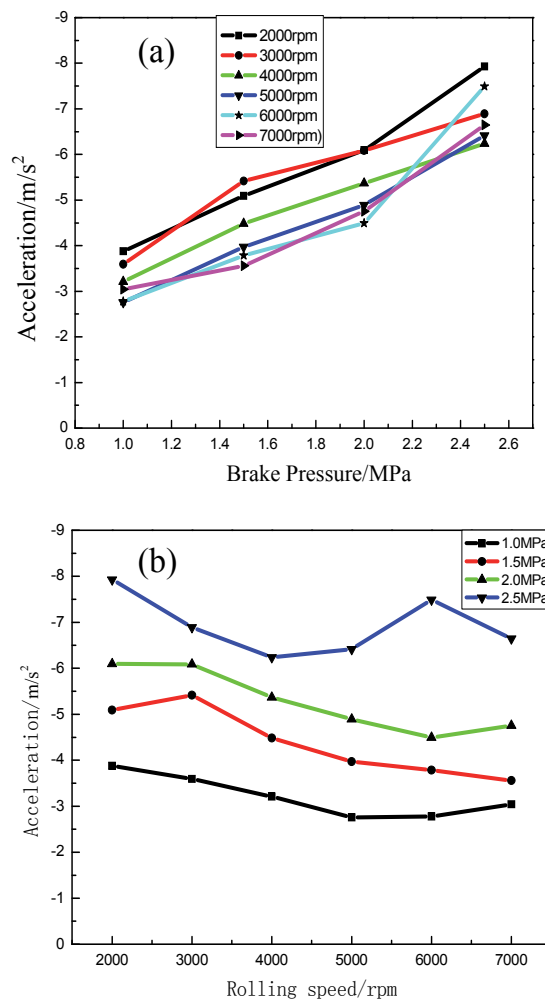 (a)
2000rpm
3000rpm
4000rpm
5000rpm
6000rpm
7000rpm)
-9
-8
-7
-6
-5
-4
-3
-2
-1
0
Acceleration/m/s²
0.8 1.0 1.2 1.4 1.6 1.8 2.0 2.2 2.4 2.6
Brake Pressure/MPa
(b)
1.0MPa
1.5MPa
2.0MPa
2.5MPa
-9
-8
-7
-6
-5
-4
-3
-2
-1
0
Acceleration/m/s²
2000 3000 4000 5000 6000 7000
Rolling speed/rpm